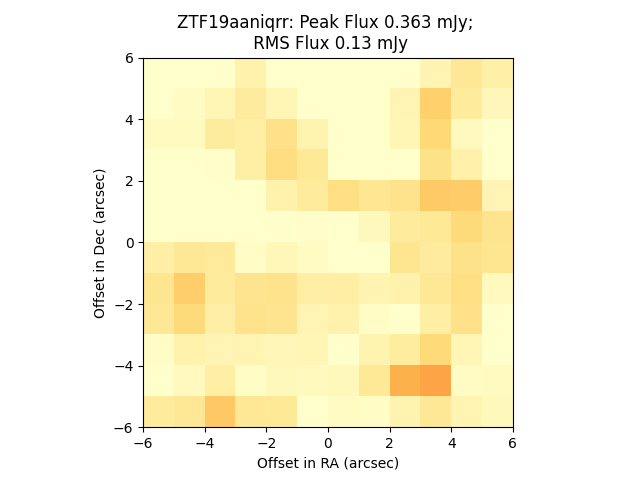 ZTF19aaniqrr: Peak Flux 0.363 mJy;
RMS Flux 0.13 mJy
6
4
2
0
−2
−4
−6
Offset in Dec (arcsec)
−6 −4 −2 0 2 4 6
Offset in RA (arcsec)